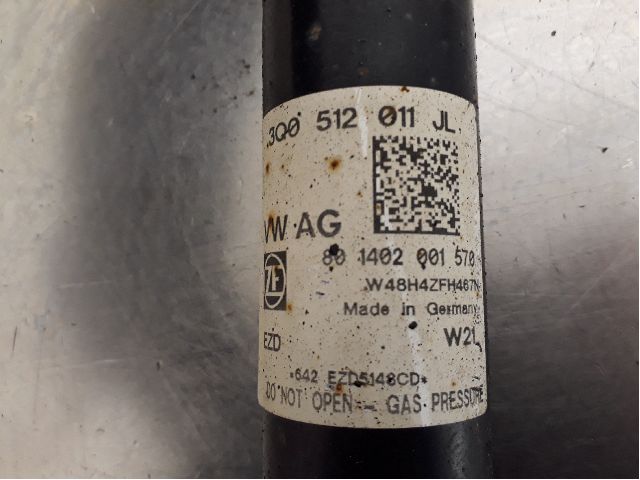 3Q0 512 011 JL
VW AG
80 1402 001 570
ZF
W48H4ZFH467N
Made in Germany
EZD W21
*642 EZD5148CD*
DO NOT OPEN - GAS PRESSURE